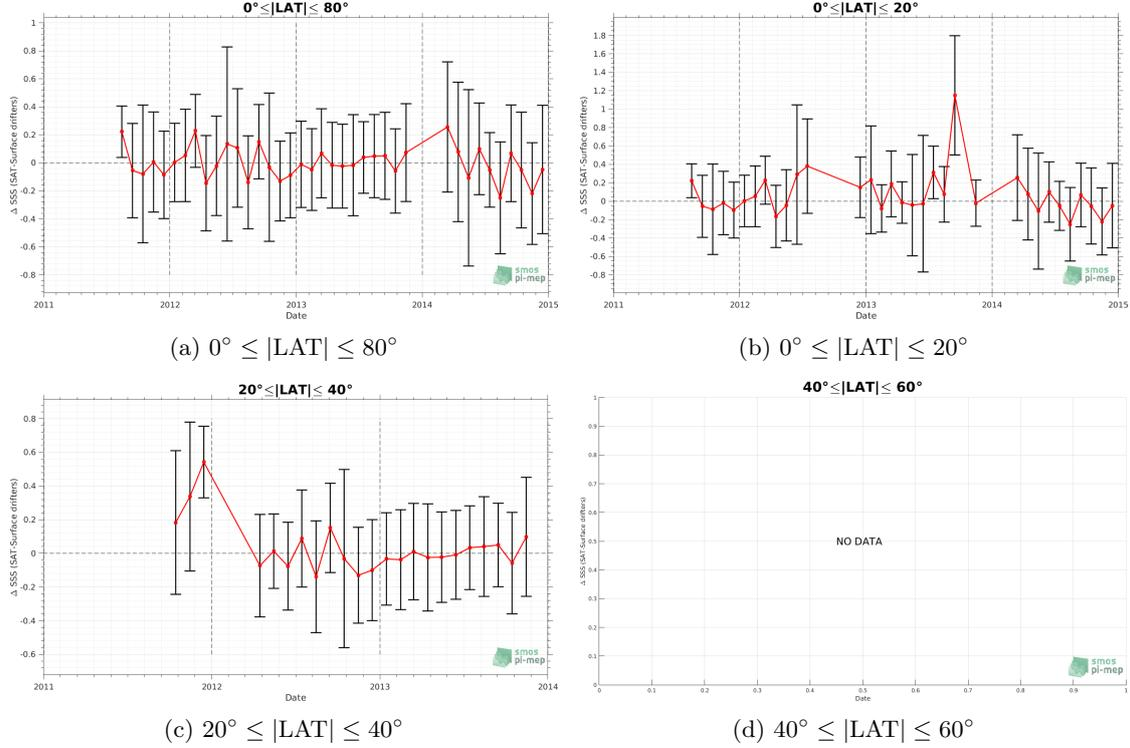 0°≤|LAT|≤ 80°
Δ SSS (SAT-Surface drifters)
1
0.8
0.6
0.4
0.2
0
-0.2
-0.4
-0.6
-0.8
2011 2012 2013 2014 2015
Date
smos
pi-mep
(a) 0° ≤ |LAT| ≤ 80°
0°≤|LAT|≤ 20°
Δ SSS (SAT-Surface drifters)
1.8
1.6
1.4
1.2
1
0.8
0.6
0.4
0.2
0
-0.2
-0.4
-0.6
-0.8
2011 2012 2013 2014 2015
Date
smos
pi-mep
(b) 0° ≤ |LAT| ≤ 20°
20°≤|LAT|≤ 40°
Δ SSS (SAT-Surface drifters)
0.8
0.6
0.4
0.2
0
-0.2
-0.4
-0.6
2011 2012 2013 2014
Date
smos
pi-mep
(c) 20° ≤ |LAT| ≤ 40°
40°≤|LAT|≤ 60°
Δ SSS (SAT-Surface drifters)
1
0.9
0.8
0.7
0.6
0.5
0.4
0.3
0.2
0.1
0
NO DATA
0 0.1 0.2 0.3 0.4 0.5 0.6 0.7 0.8 0.9 1
Date
smos
pi-mep
(d) 40° ≤ |LAT| ≤ 60°